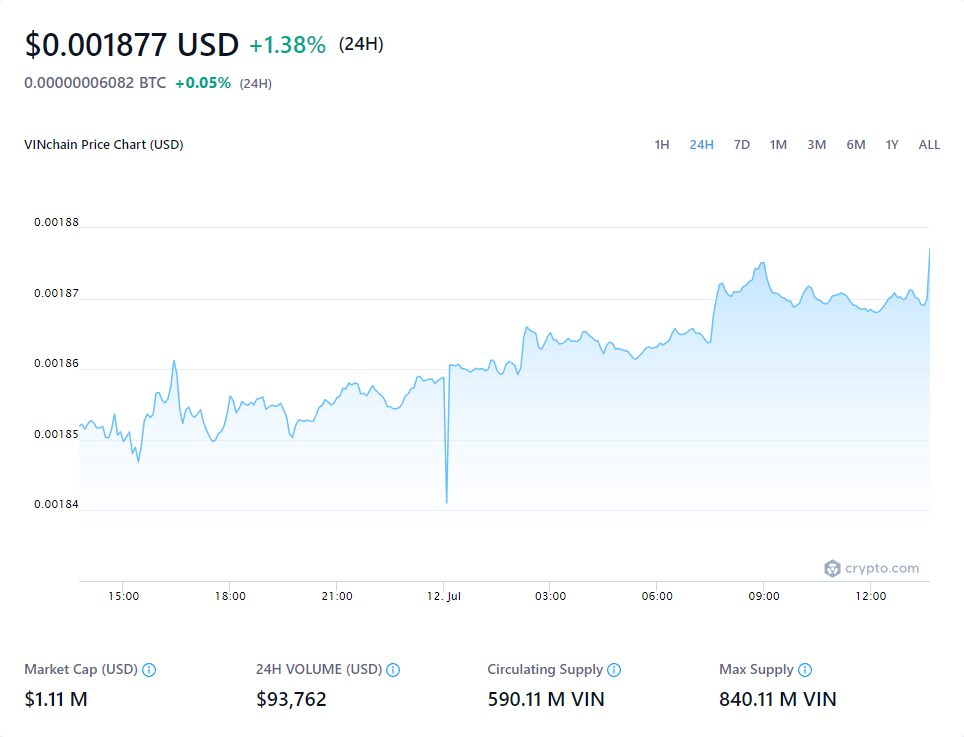 $0.001877 USD +1.38% (24H)
0.00000006082 BTC +0.05% (24H)
VINchain Price Chart (USD) 1H 24H 7D 1M 3M 6M 1Y ALL
0.00188
0.00187
0.00186
0.00185
0.00184
crypto.com
15:00 18:00 21:00 12. Jul 03:00 06:00 09:00 12:00
Market Cap (USD) 24H VOLUME (USD) Circulating Supply Max Supply
$1.11 M $93,762 590.11 M VIN 840.11 M VIN